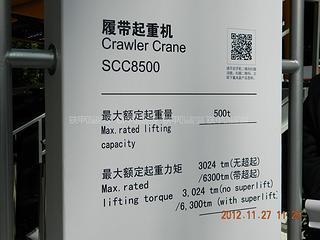 履带起重机
Crawler Crane
SCC8500
最大额定起重量 500t
Max. rated lifting
capacity
最大额定起重力矩 3024 tm(无超起)
/6300tm(带超起)
Max. rated 3,024 tm(no superlift)
lifting torque /6,300tm (with superlift)
2012.11.27